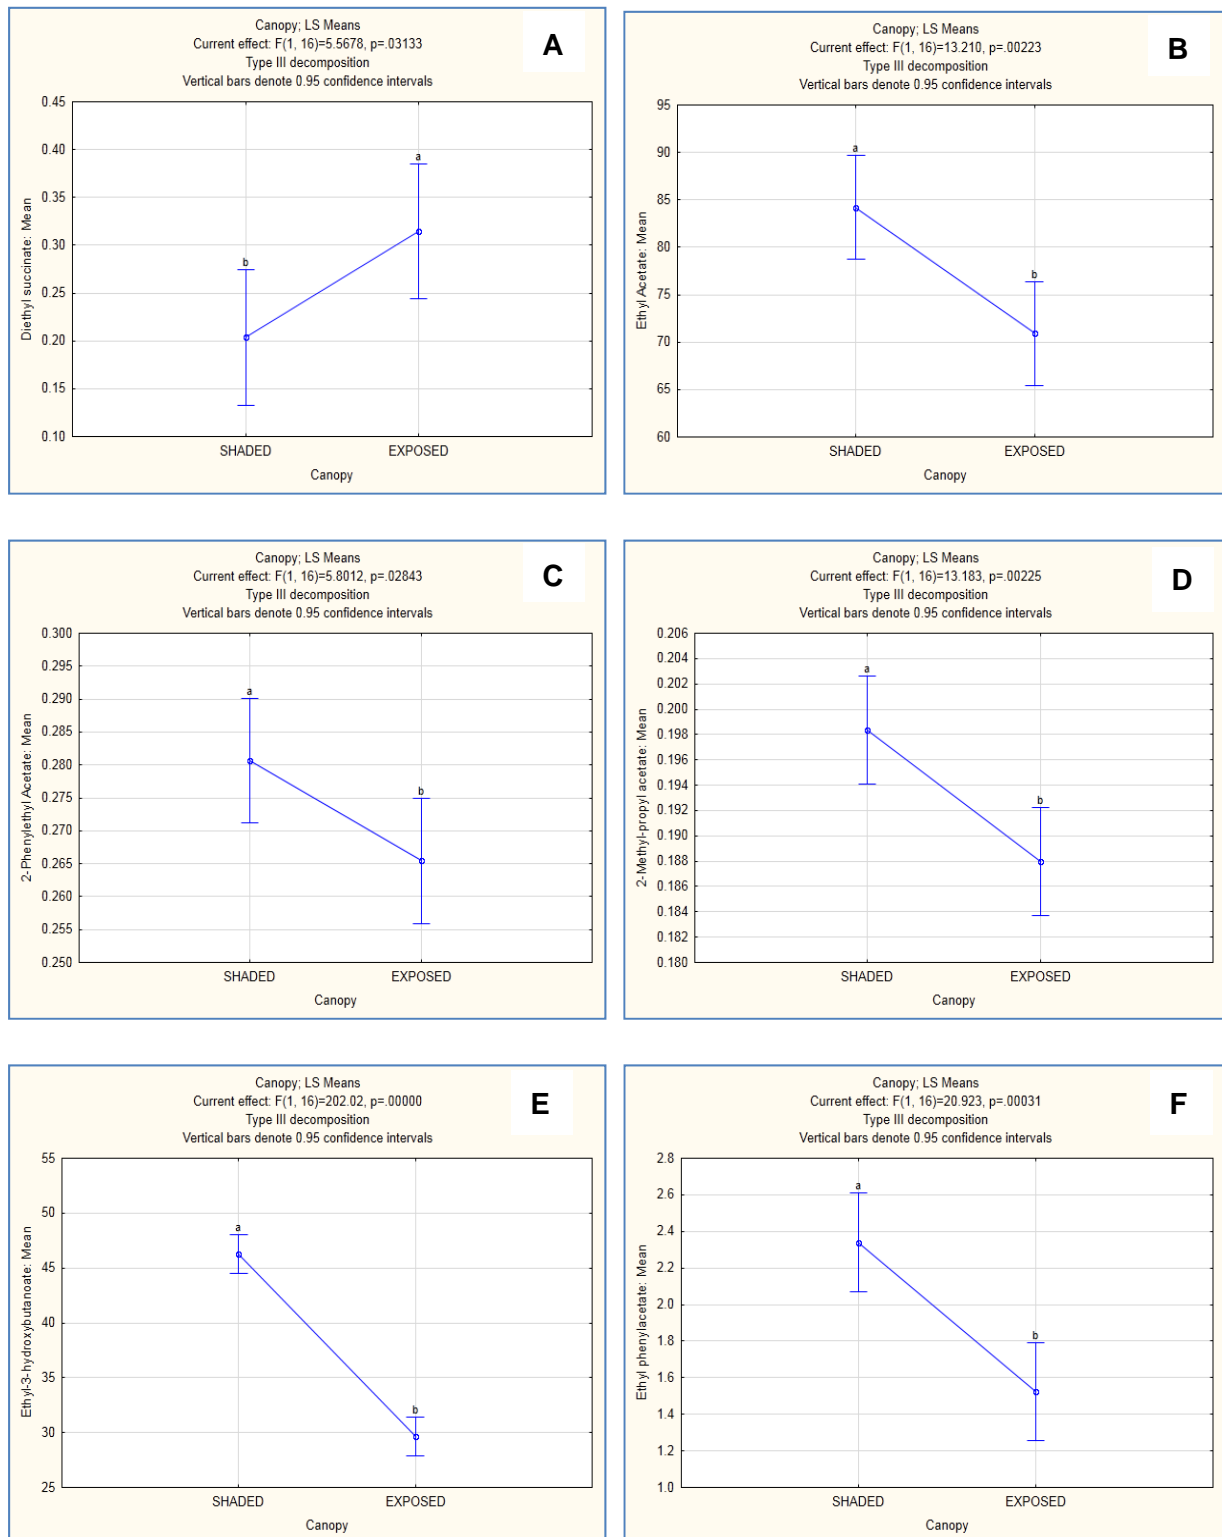 Canopy; LS Means
Current effect: F(1, 16)=5.5678, p=.03133
Type III decomposition
Vertical bars denote 0.95 confidence intervals
A
0.45
0.40
0.35
0.30
0.25
0.20
0.15
0.10
Diethyl succinate: Mean
b
a
SHADED EXPOSED
Canopy
Canopy; LS Means
Current effect: F(1, 16)=13.210, p=.00223
Type III decomposition
Vertical bars denote 0.95 confidence intervals
B
95
90
85
80
75
70
65
60
Ethyl Acetate: Mean
a
b
SHADED EXPOSED
Canopy
Canopy; LS Means
Current effect: F(1, 16)=5.8012, p=.02843
Type III decomposition
Vertical bars denote 0.95 confidence intervals
C
0.300
0.295
0.290
0.285
0.280
0.275
0.270
0.265
0.260
0.255
0.250
2-Phenylethyl Acetate: Mean
a
b
SHADED EXPOSED
Canopy
Canopy; LS Means
Current effect: F(1, 16)=13.183, p=.00225
Type III decomposition
Vertical bars denote 0.95 confidence intervals
D
0.206
0.204
0.202
0.200
0.198
0.196
0.194
0.192
0.190
0.188
0.186
0.184
0.182
0.180
2-Methyl-propyl acetate: Mean
a
b
SHADED EXPOSED
Canopy
Canopy; LS Means
Current effect: F(1, 16)=202.02, p=.00000
Type III decomposition
Vertical bars denote 0.95 confidence intervals
E
55
50
45
40
35
30
25
Ethyl-3-hydroxybutanoate: Mean
a
b
SHADED EXPOSED
Canopy
Canopy; LS Means
Current effect: F(1, 16)=20.923, p=.00031
Type III decomposition
Vertical bars denote 0.95 confidence intervals
F
2.8
2.6
2.4
2.2
2.0
1.8
1.6
1.4
1.2
1.0
Ethyl phenylacetate: Mean
a
b
SHADED EXPOSED
Canopy